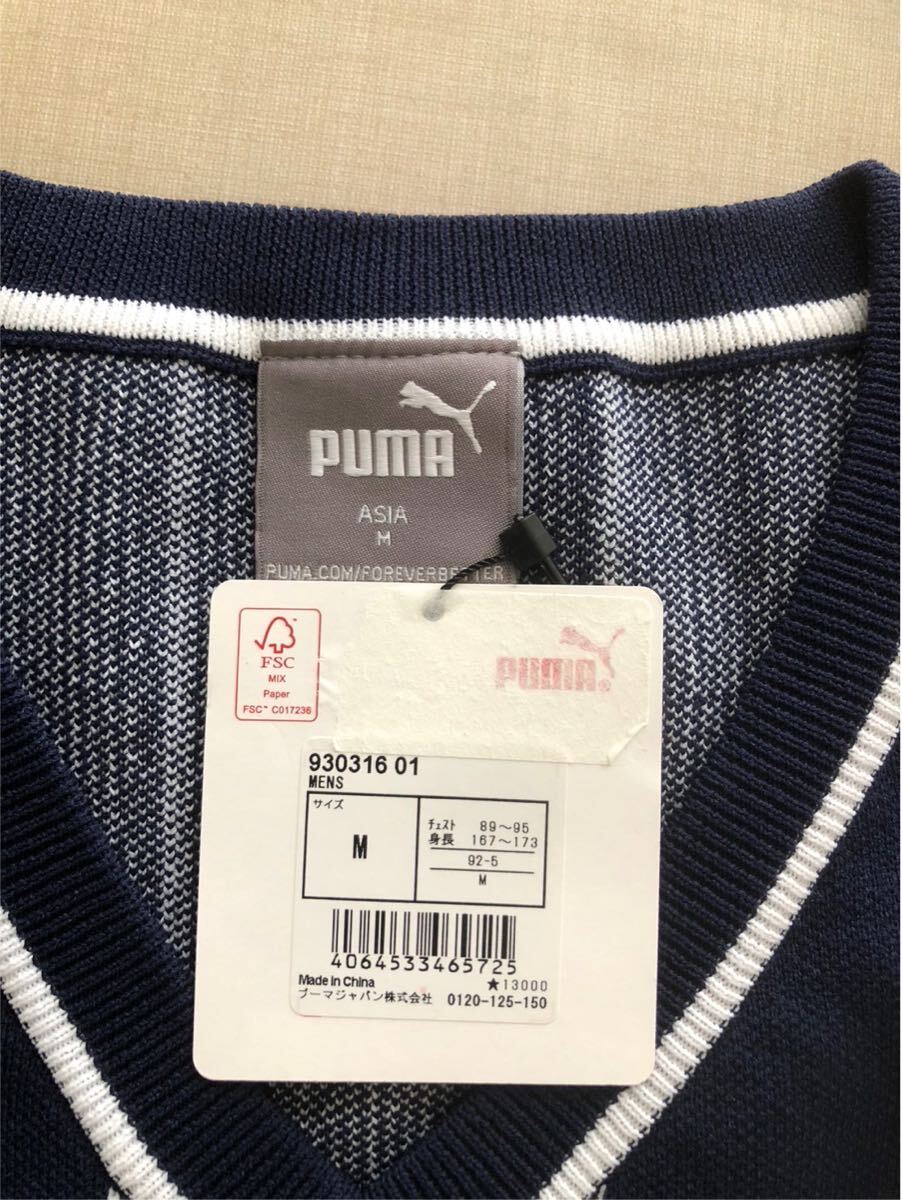 PUMA
ASIA
M
PUMA.COM/FOREVERBETTER
FSC
MIX
Paper
FSC™ C017236
PUMA®
930316 01
MENS
サイズ
M
ﾁｪｽﾄ 89～95
身長 167～173
92-5
M
4064533465725
Made in China
★13000
プーマジャパン株式会社 0120-125-150